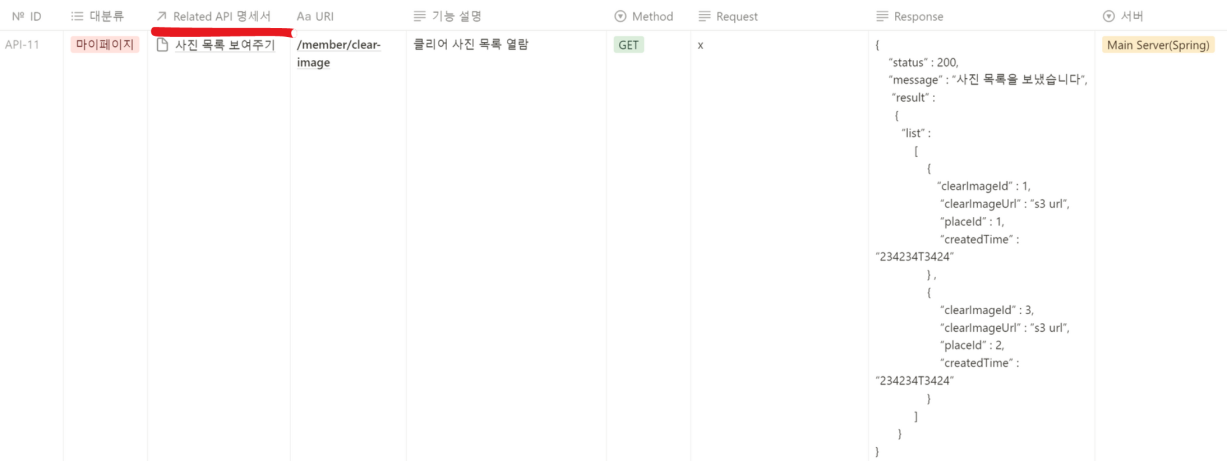 № ID 대분류 Related API 명세서 Aa URI 기능 설명 Method Request Response 서버
API-11 마이페이지 사진 목록 보여주기 /member/clear- 클리어 사진 목록 열람 GET x { Main Server(Spring)
image "status" : 200,
"message" : "사진 목록을 보냈습니다",
"result" :
{
"list" :
[
{
"clearImageId" : 1,
"clearImageUrl" : "s3 url",
"placeId" : 1,
"createdTime" :
"234234T3424"
} ,
{
"clearImageId" : 3,
"clearImageUrl" : "s3 url",
"placeId" : 2,
"createdTime" :
"234234T3424"
}
]
}
}